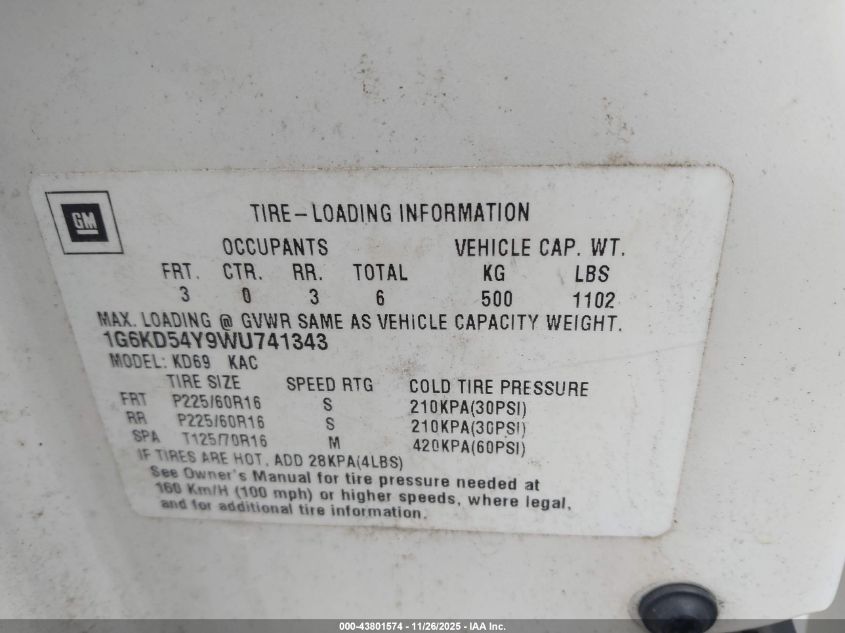 GM
TIRE-LOADING INFORMATION
OCCUPANTS VEHICLE CAP. WT.
FRT. CTR. RR. TOTAL KG LBS
3 0 3 6 500 1102
MAX. LOADING @ GVWR SAME AS VEHICLE CAPACITY WEIGHT.
1G6KD54Y9WU741343
MODEL: KD69 KAC
TIRE SIZE SPEED RTG COLD TIRE PRESSURE
FRT P225/60R16 S 210KPA(30PSI)
RR P225/60R16 S 210KPA(30PSI)
SPA T125/70R16 M 420KPA(60PSI)
IF TIRES ARE HOT, ADD 28KPA(4LBS)
See Owner's Manual for tire pressure needed at
160 Km/H (100 mph) or higher speeds, where legal,
and for additional tire information.
000-43801574 - 11/26/2025 - IAA Inc.